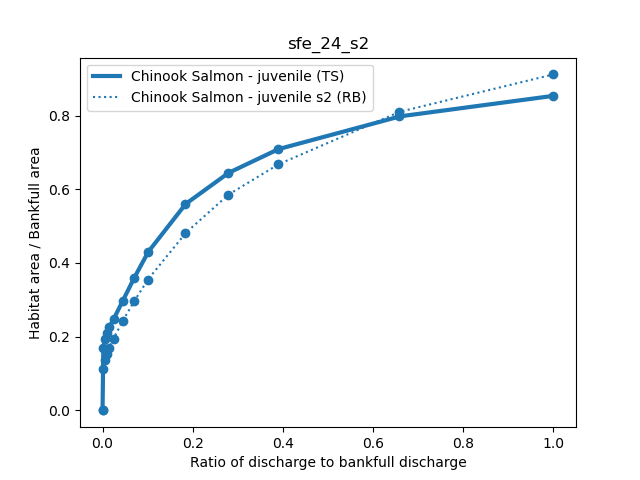 sfe_24_s2
Chinook Salmon - juvenile (TS)
Chinook Salmon - juvenile s2 (RB)
Habitat area / Bankfull area
0.8
0.6
0.4
0.2
0.0
0.0 0.2 0.4 0.6 0.8 1.0
Ratio of discharge to bankfull discharge